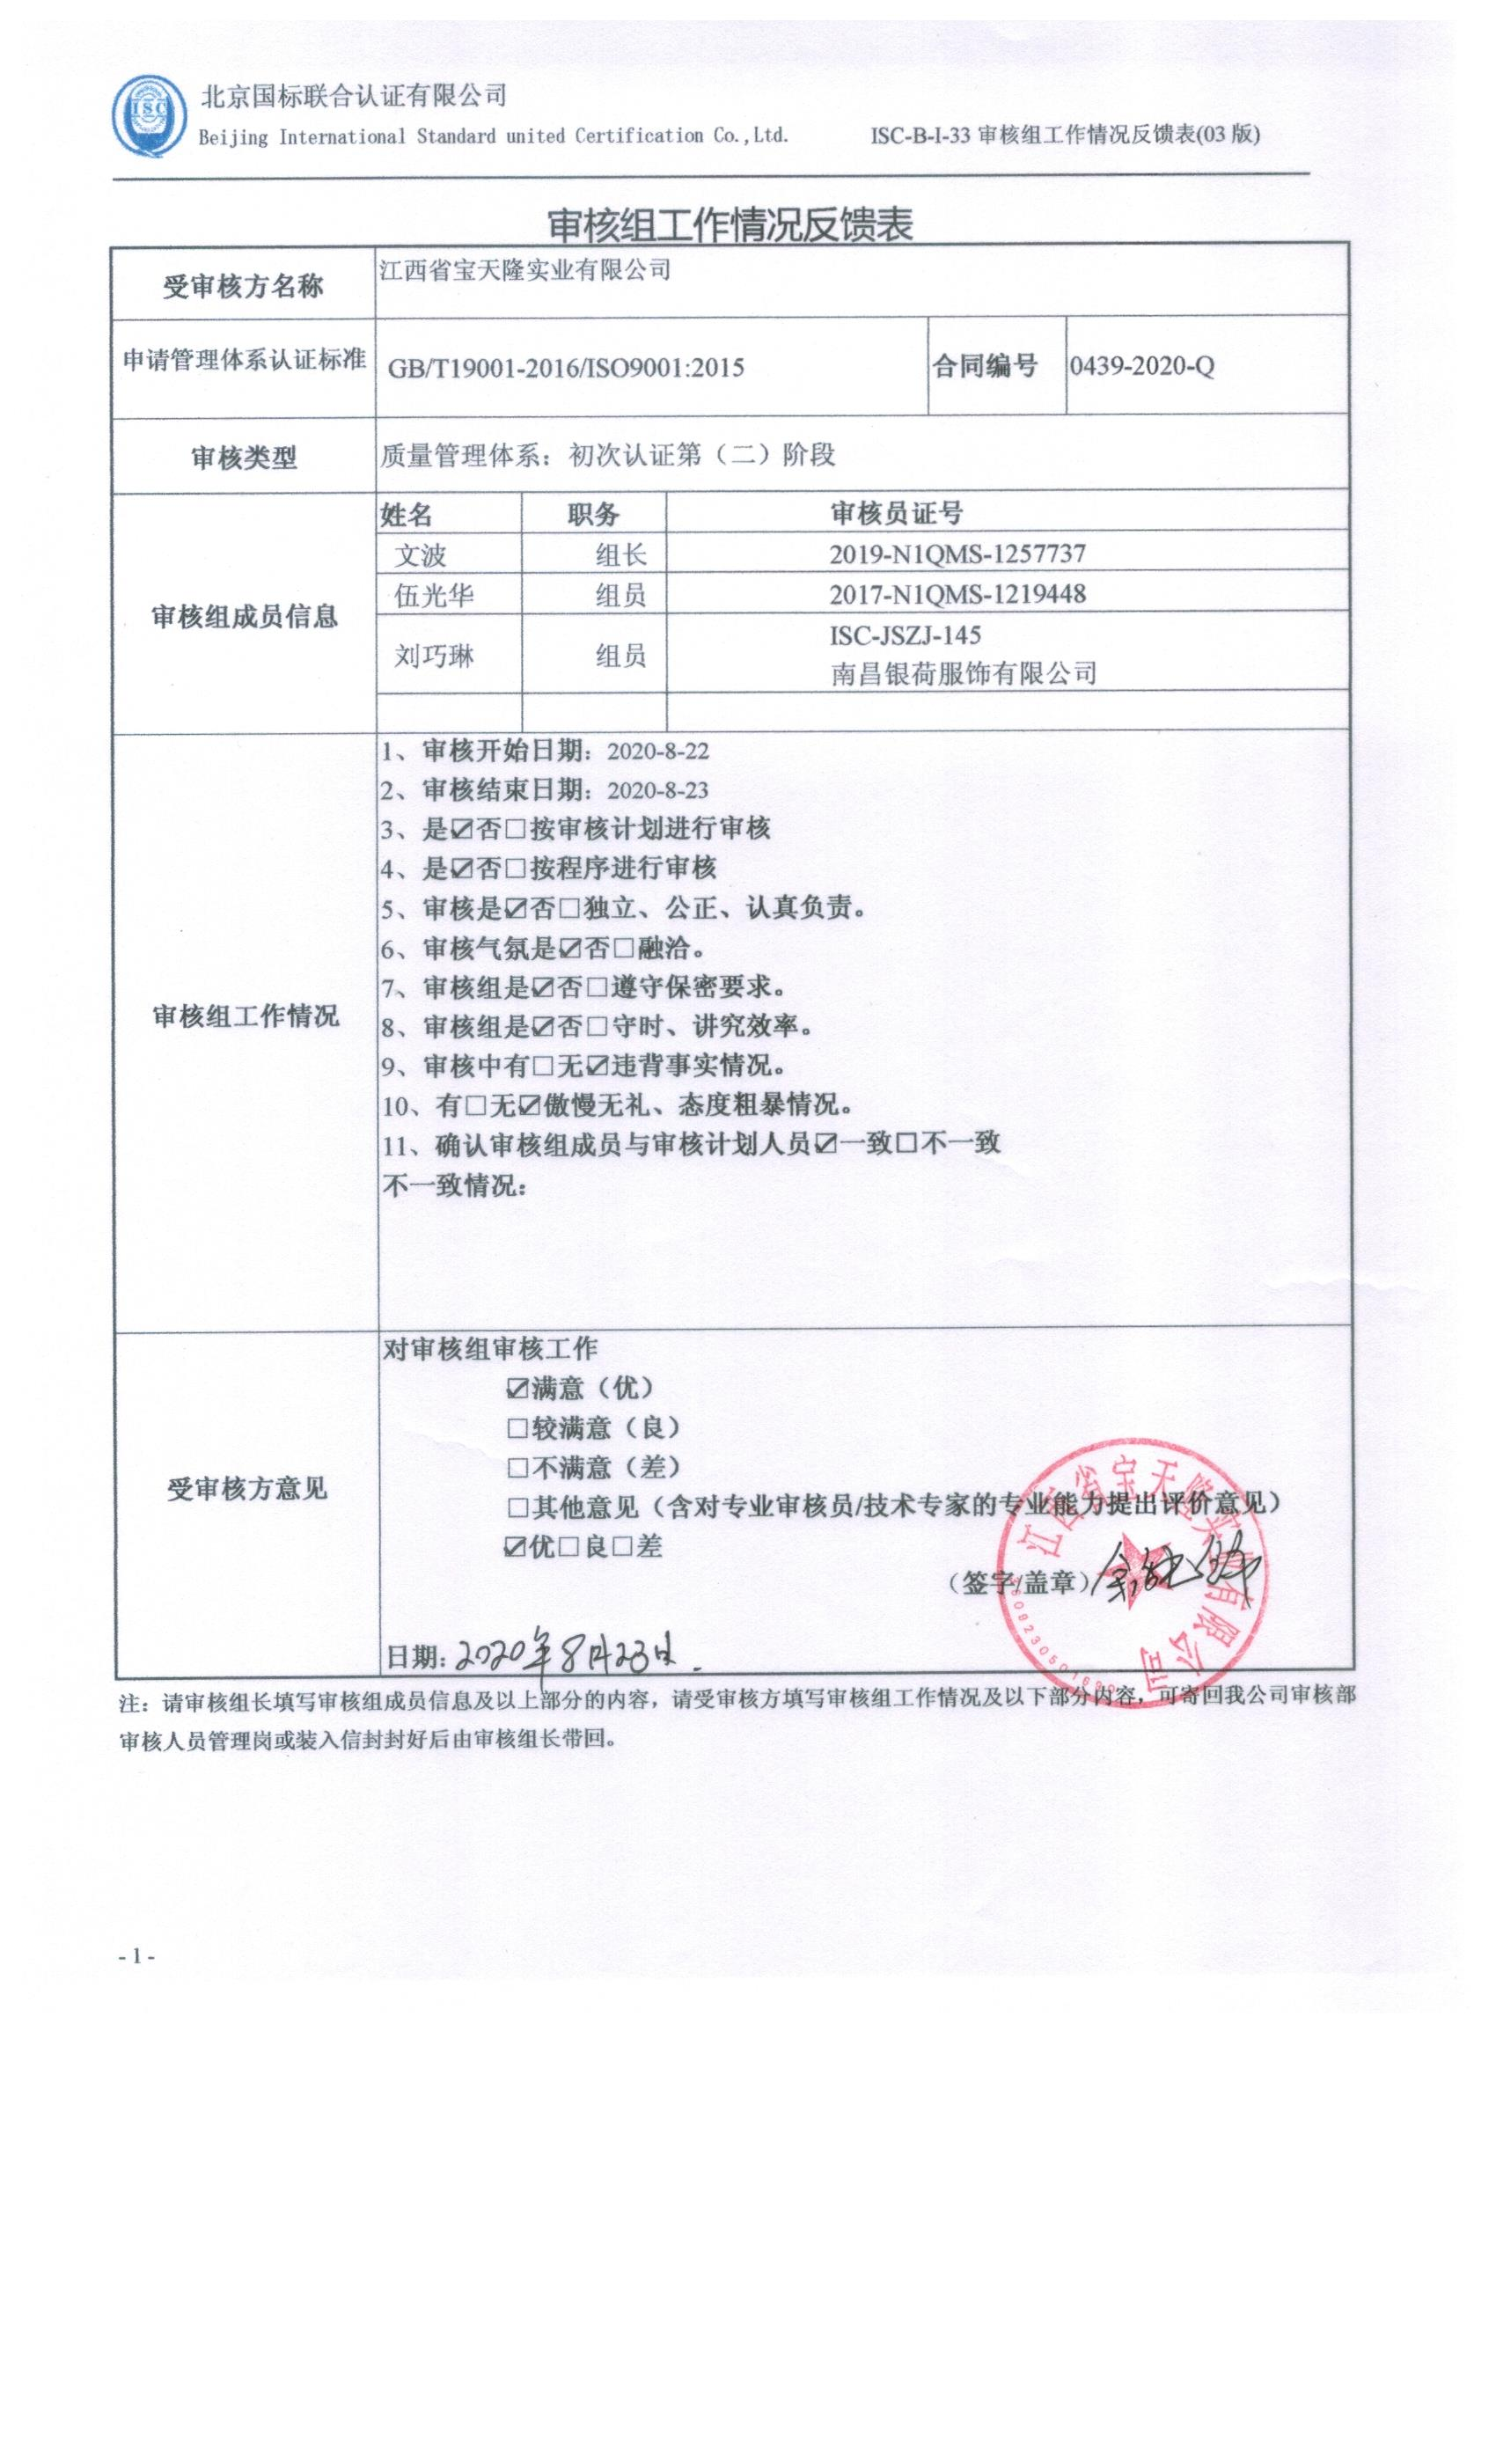 ISC
北京国标联合认证有限公司
Beijing International Standard united Certification Co.,Ltd. ISC-B-I-33 审核组工作情况反馈表(03 版)
审核组工作情况反馈表
受审核方名称 江西省宝天隆实业有限公司
申请管理体系认证标准 GB/T19001-2016/ISO9001:2015 合同编号 0439-2020-Q
审核类型 质量管理体系：初次认证第（二）阶段
审核组成员信息
姓名 职务 审核员证号
文波 组长 2019-N1QMS-1257737
伍光华 组员 2017-N1QMS-1219448
刘巧琳 组员 ISC-JSZJ-145
南昌银荷服饰有限公司
审核组工作情况
1、审核开始日期：2020-8-22
2、审核结束日期：2020-8-23
3、是☑否□按审核计划进行审核
4、是☑否□按程序进行审核
5、审核是☑否□独立、公正、认真负责。
6、审核气氛是☑否□融洽。
7、审核组是☑否□遵守保密要求。
8、审核组是☑否□守时、讲究效率。
9、审核中有□无☑违背事实情况。
10、有□无☑傲慢无礼、态度粗暴情况。
11、确认审核组成员与审核计划人员☑一致□不一致
不一致情况：
受审核方意见
对审核组审核工作
☑满意（优）
□较满意（良）
□不满意（差）
□其他意见（含对专业审核员/技术专家的专业能力提出评价意见）
☑优□良□差
（签字/盖章）
江西省宝天隆实业有限公司
日期：2020年8月23日.
注：请审核组长填写审核组成员信息及以上部分的内容，请受审核方填写审核组工作情况及以下部分内容，可寄回我公司审核部
审核人员管理岗或装入信封封好后由审核组长带回。
- 1 -